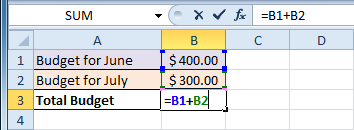 SUM fx =B1+B2
A B C D
1 Budget for June $ 400.00
2 Budget for July $ 300.00
3 Total Budget =B1+B2